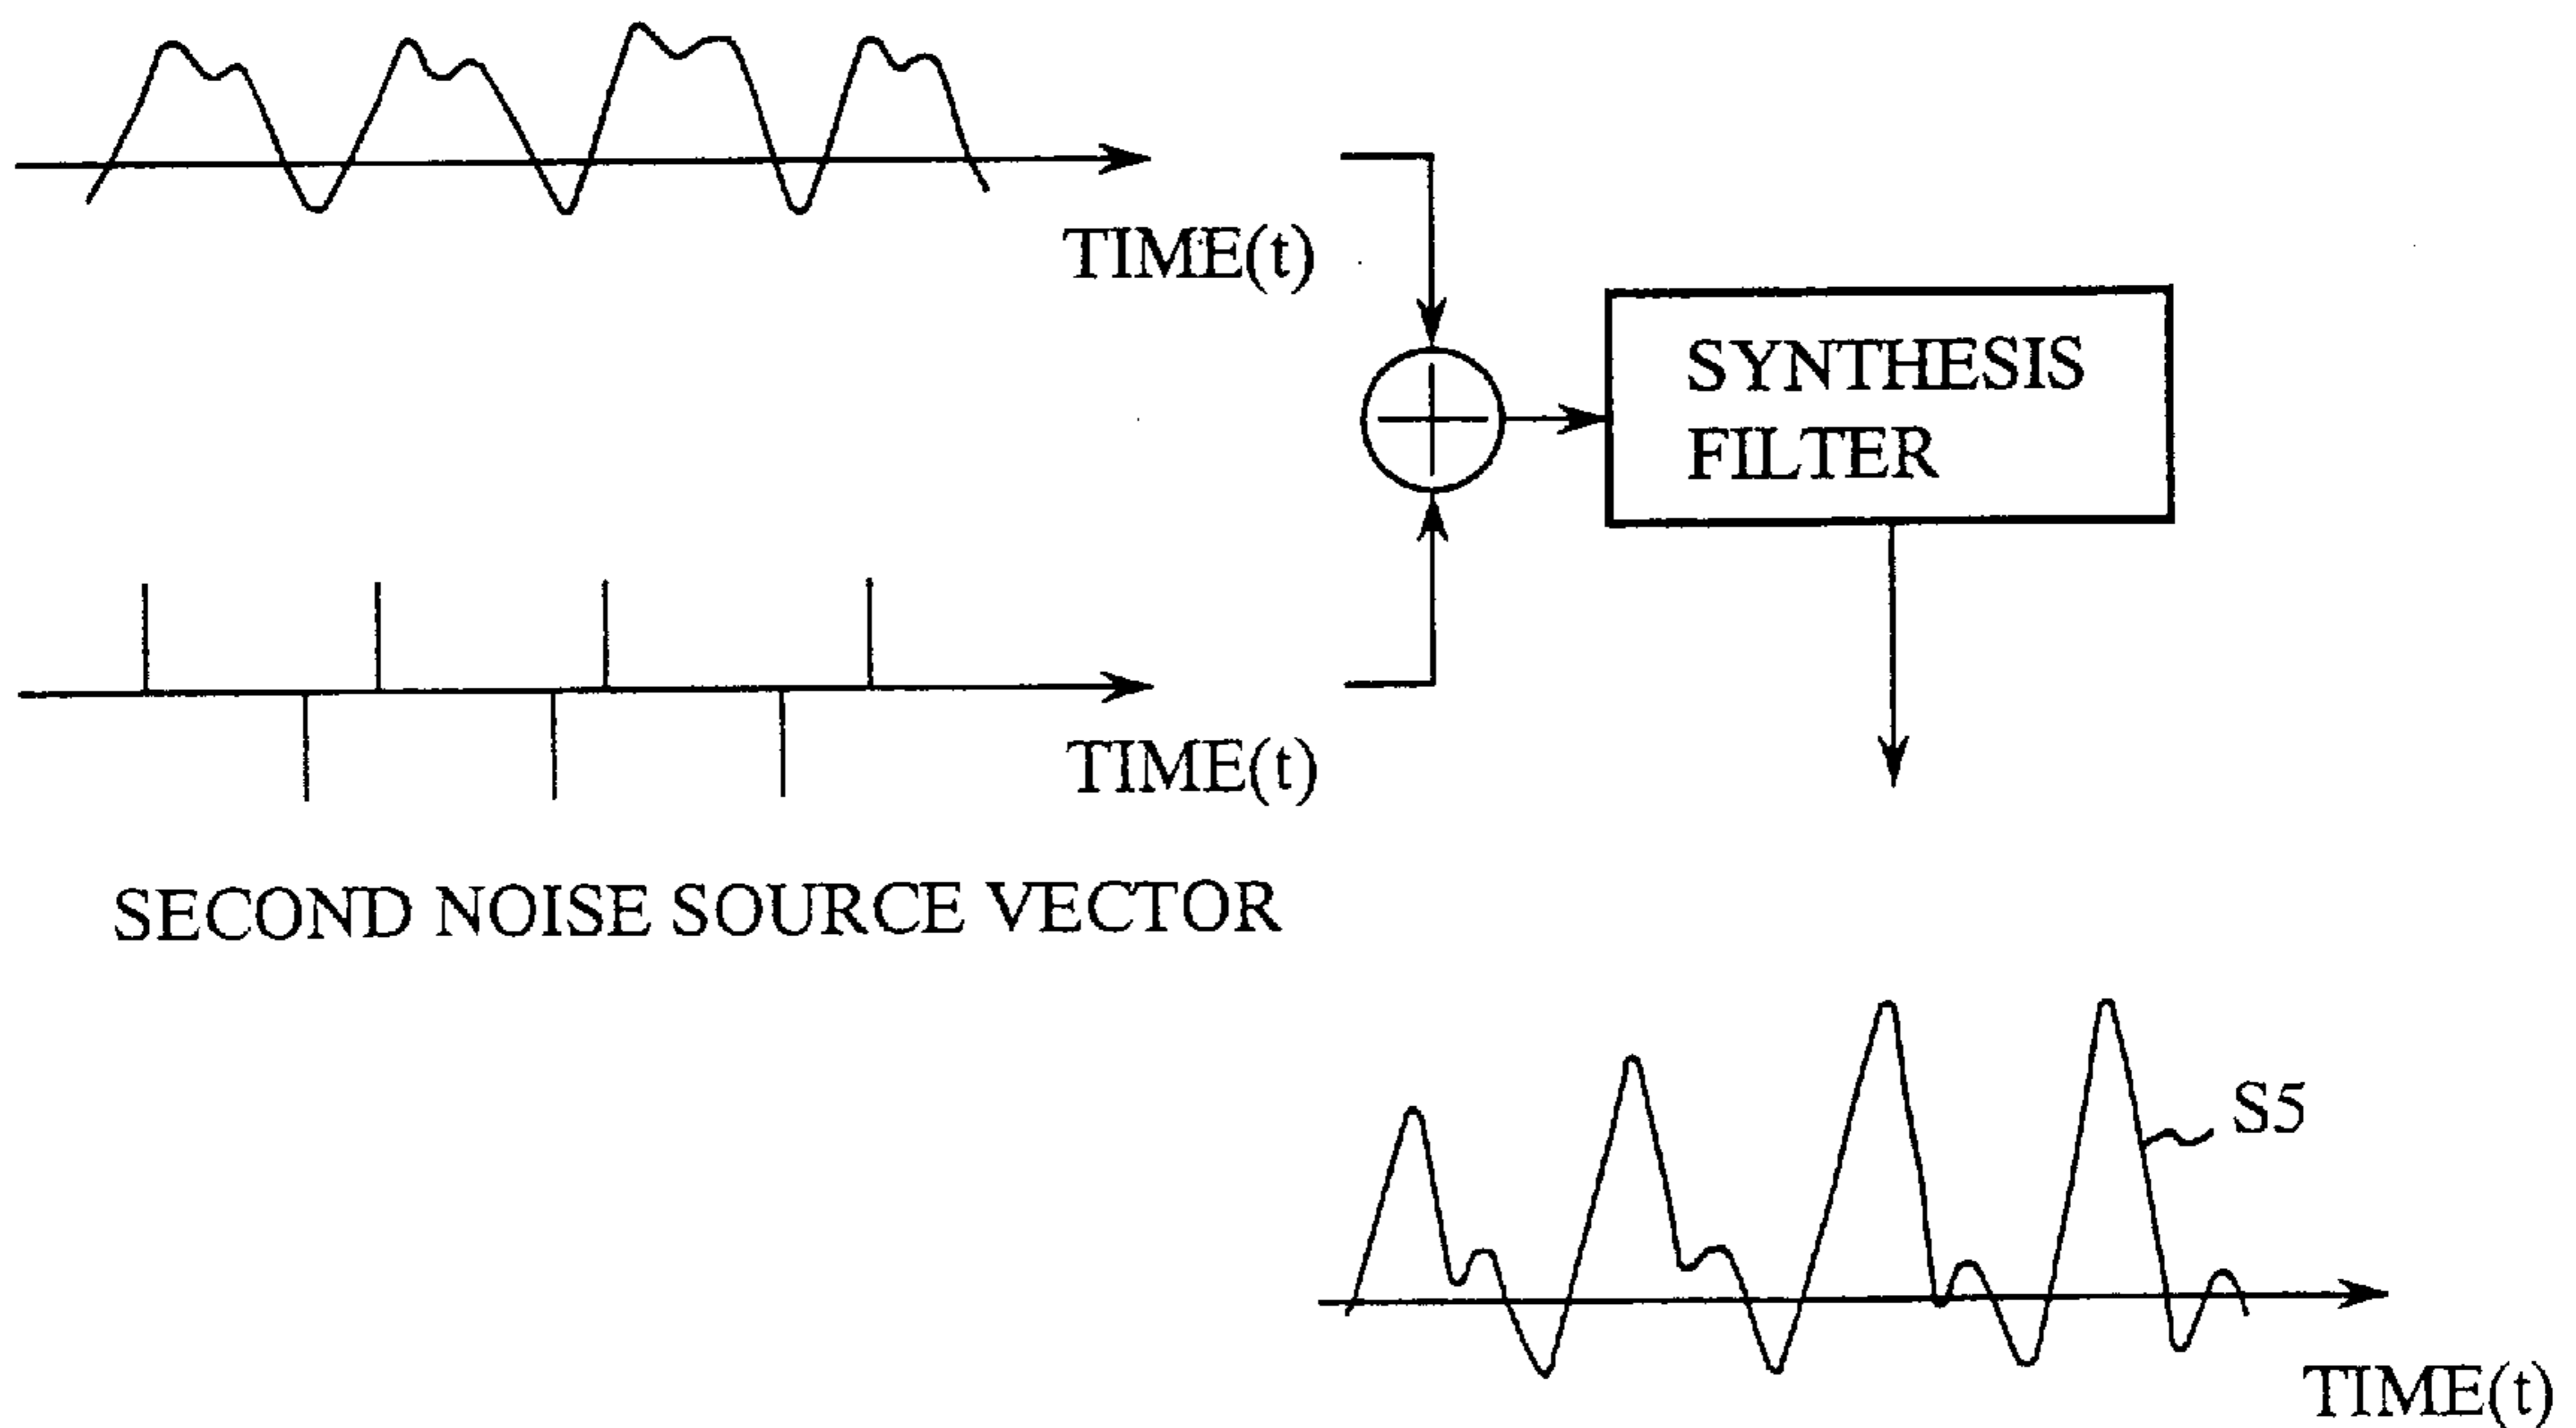 TIME(t)
SYNTHESIS
FILTER
TIME(t)
SECOND NOISE SOURCE VECTOR
S5
TIME(t)